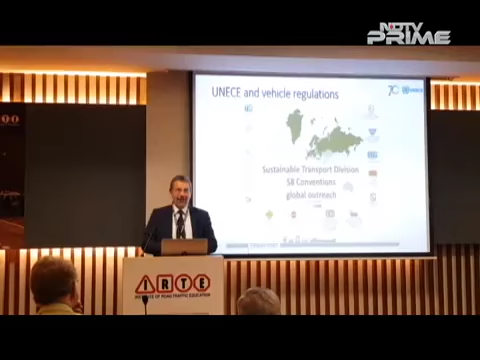 NDTV
PRIME
UNECE and vehicle regulations
70
UNECE
Sustainable Transport Division
58 Conventions
global outreach
IRTE
INSTITUTE OF ROAD TRAFFIC EDUCATION